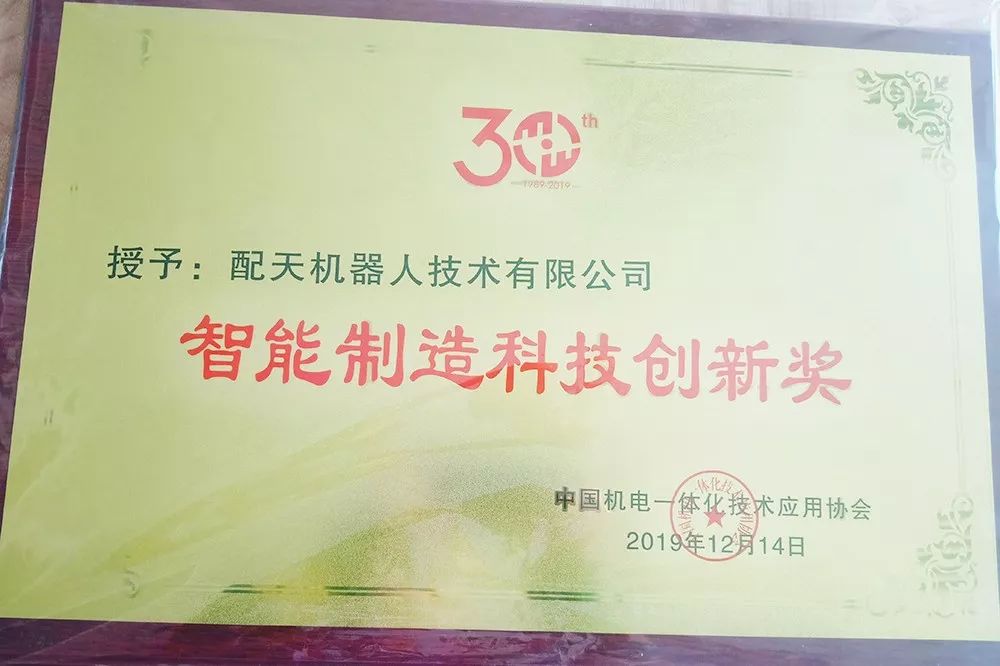 30th
1989-2019
授予：配天机器人技术有限公司
智能制造科技创新奖
中国机电一体化技术应用协会
2019年12月14日